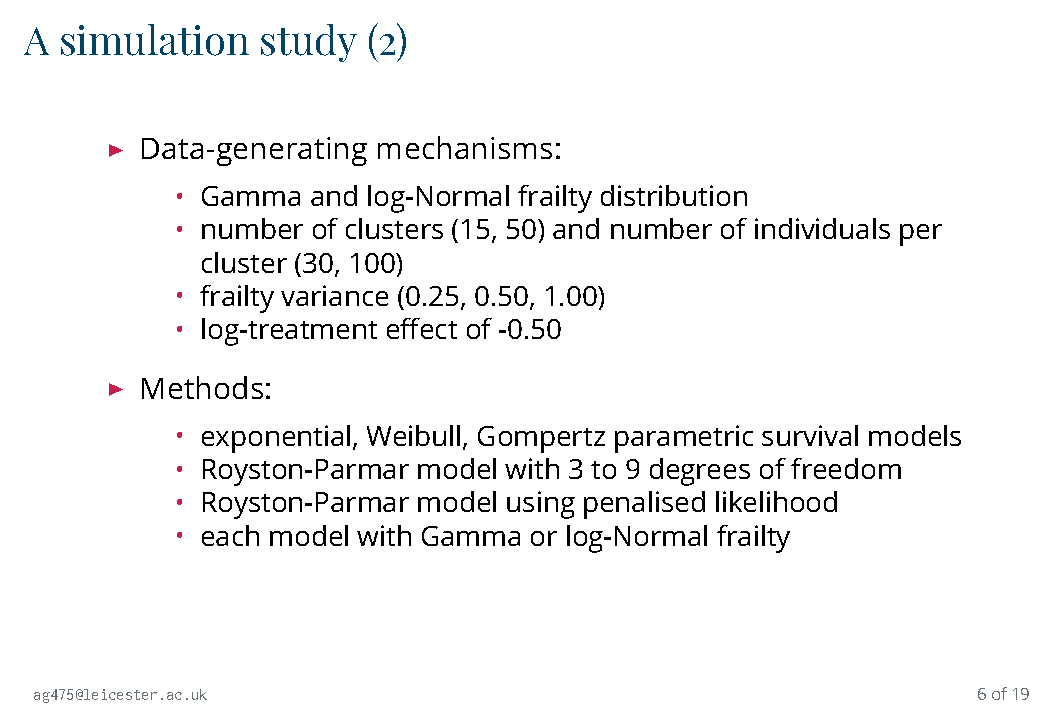 A simulation study (2)
▶ Data-generating mechanisms:
• Gamma and log-Normal frailty distribution
• number of clusters (15, 50) and number of individuals per
cluster (30, 100)
• frailty variance (0.25, 0.50, 1.00)
• log-treatment effect of -0.50
▶ Methods:
• exponential, Weibull, Gompertz parametric survival models
• Royston-Parmar model with 3 to 9 degrees of freedom
• Royston-Parmar model using penalised likelihood
• each model with Gamma or log-Normal frailty
ag475@leicester.ac.uk
6 of 19